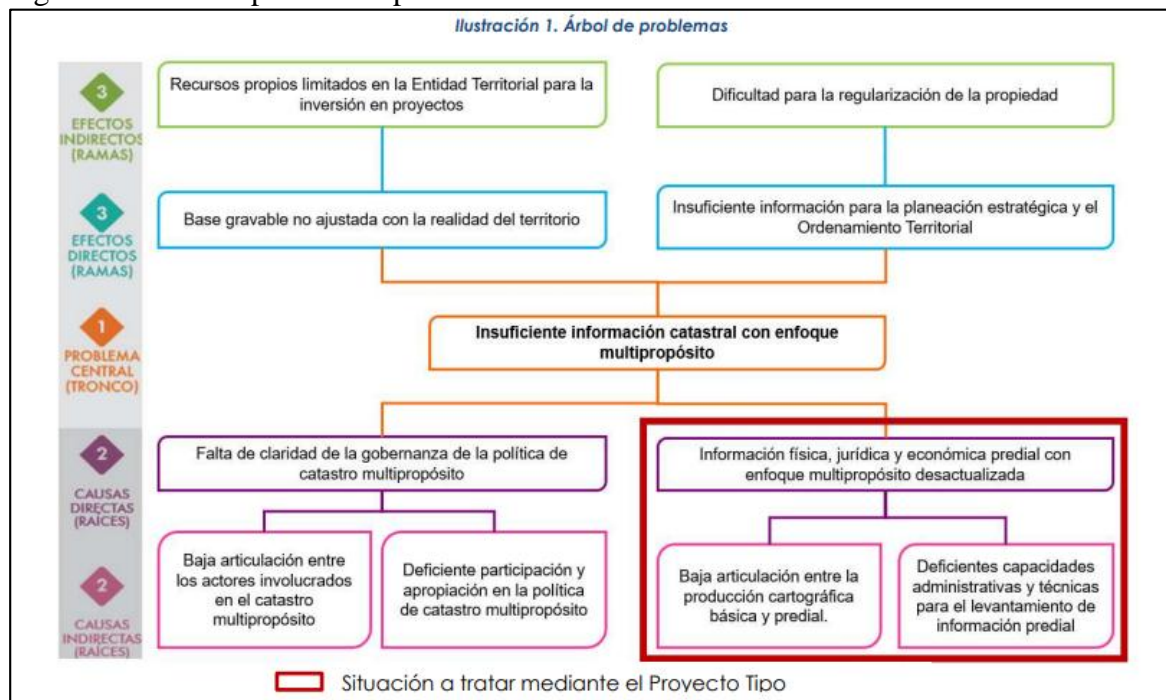 Ilustración 1. Árbol de problemas
3
EFECTOS
INDIRECTOS
(RAMAS)
Recursos propios limitados en la Entidad Territorial para la
inversión en proyectos
Dificultad para la regularización de la propiedad
3
EFECTOS
DIRECTOS
(RAMAS)
Base gravable no ajustada con la realidad del territorio
Insuficiente información para la planeación estratégica y el
Ordenamiento Territorial
1
PROBLEMA
CENTRAL
(TRONCO)
Insuficiente información catastral con enfoque
multipropósito
2
CAUSAS
DIRECTAS
(RAÍCES)
Falta de claridad de la gobernanza de la política de
catastro multipropósito
Información física, jurídica y económica predial con
enfoque multipropósito desactualizada
2
CAUSAS
INDIRECTAS
(RAÍCES)
Baja articulación entre
los actores involucrados
en el catastro
multipropósito
Deficiente participación y
apropiación en la política
de catastro multipropósito
Baja articulación entre la
producción cartográfica
básica y predial.
Deficientes capacidades
administrativas y técnicas
para el levantamiento de
información predial
Situación a tratar mediante el Proyecto Tipo